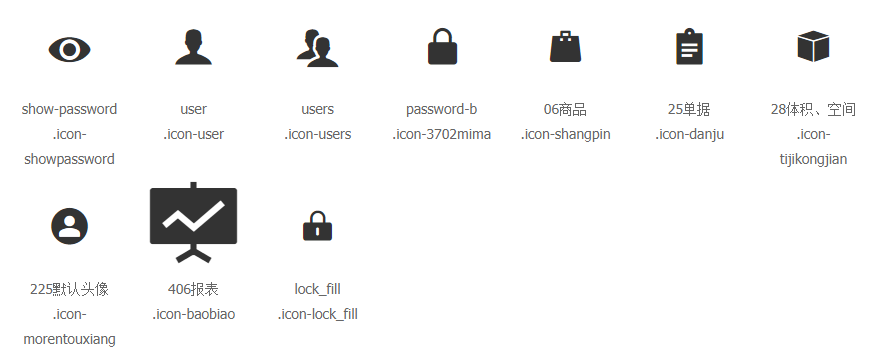 show-password
.icon-
showpassword
user
.icon-user
users
.icon-users
password-b
.icon-3702mima
06商品
.icon-shangpin
25单据
.icon-danju
28体积、空间
.icon-
tijikongjian
225默认头像
.icon-
morentouxiang
406报表
.icon-baobiao
lock_fill
.icon-lock_fill